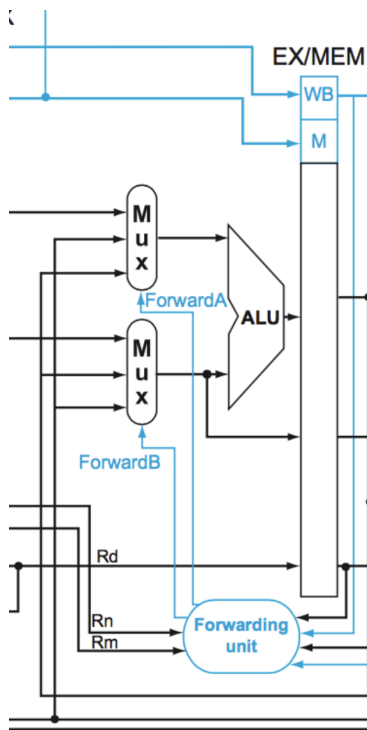 EX/MEM
WB
M
M
u
x
ForwardA
ALU
M
u
x
ForwardB
Rd
Rn
Rm
Forwarding
unit